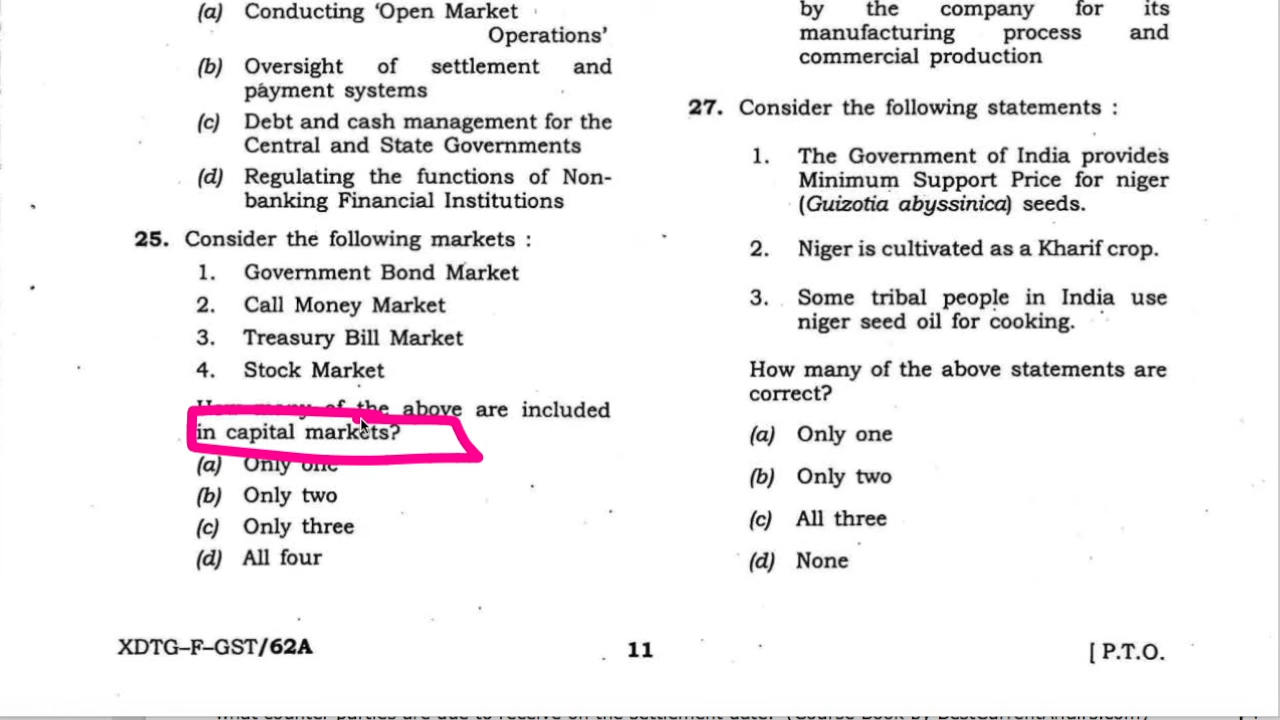 (a) Conducting 'Open Market
Operations'
(b) Oversight of settlement and
payment systems
(c) Debt and cash management for the
Central and State Governments
(d) Regulating the functions of Non-
banking Financial Institutions
25. Consider the following markets :
1. Government Bond Market
2. Call Money Market
3. Treasury Bill Market
4. Stock Market
How many of the above are included
in capital markets?
(a) Only one
(b) Only two
(c) Only three
(d) All four
by the company for its
manufacturing process and
commercial production
27. Consider the following statements :
1. The Government of India provides
Minimum Support Price for niger
(Guizotia abyssinica) seeds.
2. Niger is cultivated as a Kharif crop.
3. Some tribal people in India use
niger seed oil for cooking.
How many of the above statements are
correct?
(a) Only one
(b) Only two
(c) All three
(d) None
XDTG–F–GST/62A
11
[ P.T.O.